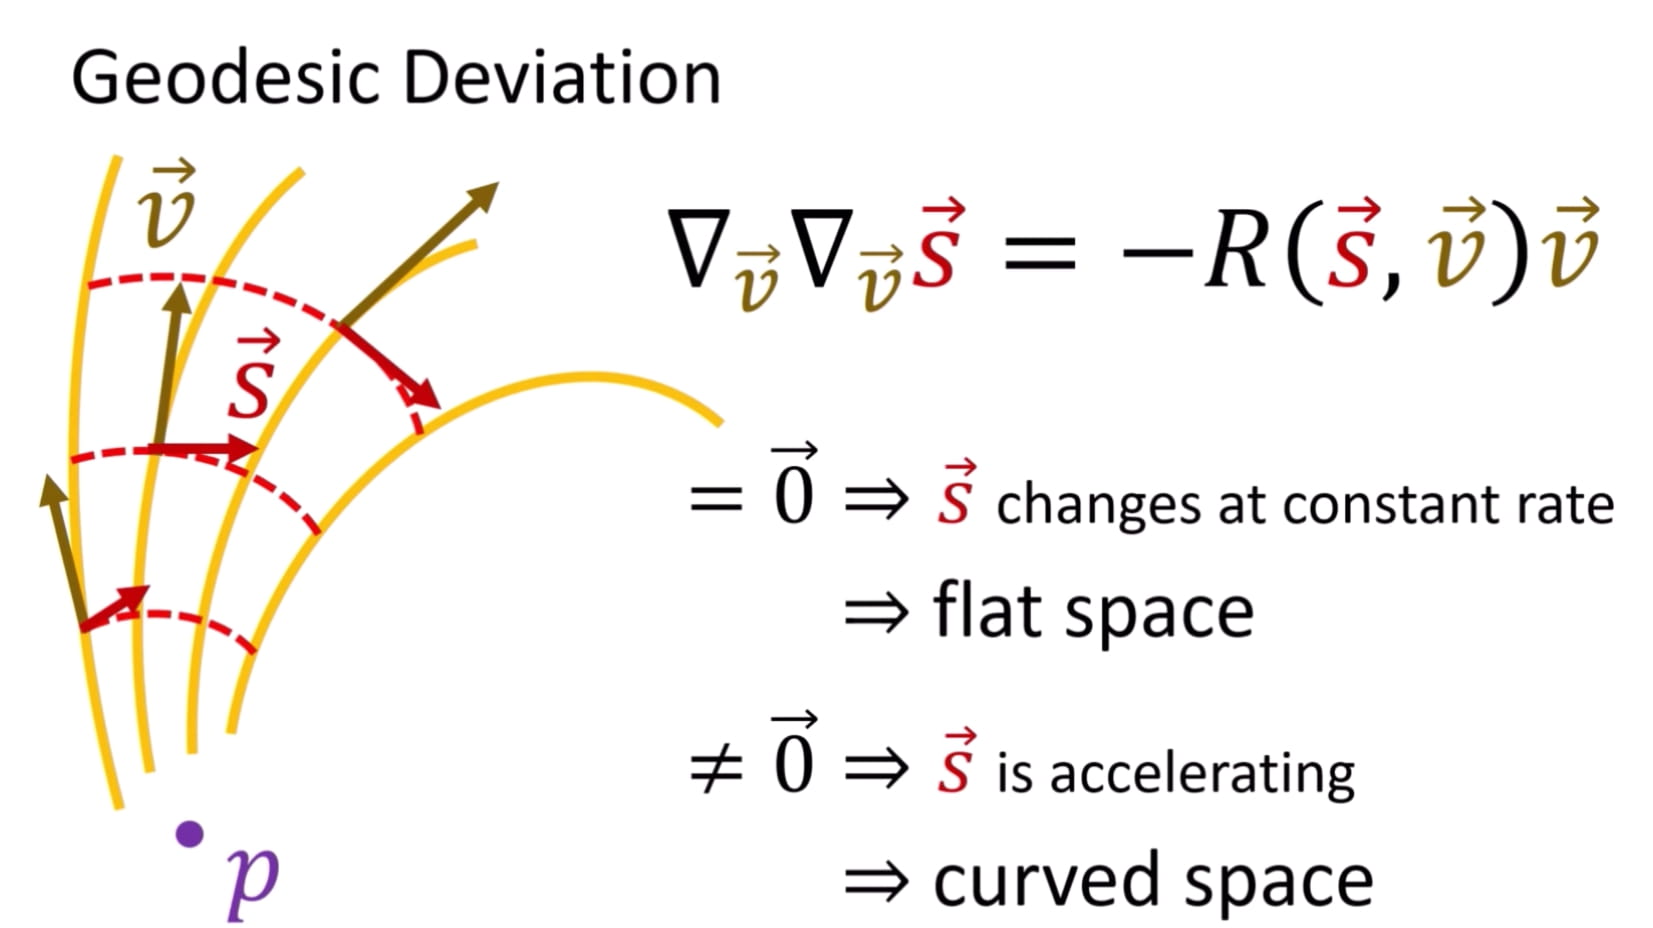 Geodesic Deviation
$\vec{v}$
$\vec{s}$
$\nabla_{\vec{v}}\nabla_{\vec{v}}\vec{s} = -R(\vec{s},\vec{v})\vec{v}$
$= \vec{0} \Rightarrow \vec{s}$ changes at constant rate
$\Rightarrow$ flat space
$\neq \vec{0} \Rightarrow \vec{s}$ is accelerating
$\Rightarrow$ curved space
$p$